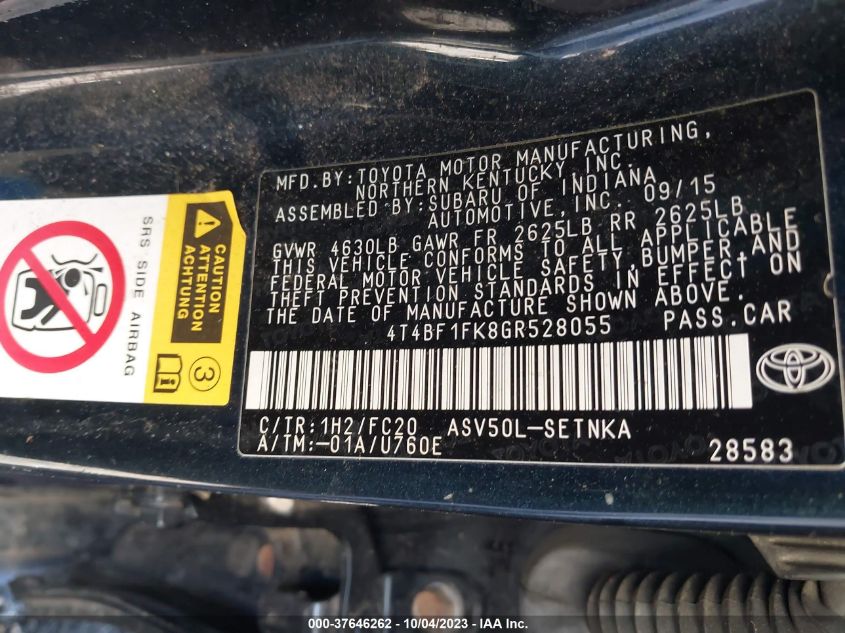 MFD.BY:TOYOTA MOTOR MANUFACTURING,
NORTHERN KENTUCKY, INC.
ASSEMBLED BY:SUBARU OF INDIANA
AUTOMOTIVE,INC. 09/15
GVWR 4630LB GAWR FR 2625LB RR 2625LB
THIS VEHICLE CONFORMS TO ALL APPLICABLE
FEDERAL MOTOR VEHICLE SAFETY,BUMPER,AND
THEFT PREVENTION STANDARDS IN EFFECT ON
THE DATE OF MANUFACTURE SHOWN ABOVE.
4T4BF1FK8GR528055 PASS.CAR
C/TR:1H2/FC20 ASV50L-SETNKA
A/TM:-01A/U760E 28583
SRS SIDE AIRBAG
CAUTION
ATTENTION
ACHTUNG
3
000-37646262 - 10/04/2023 - IAA Inc.